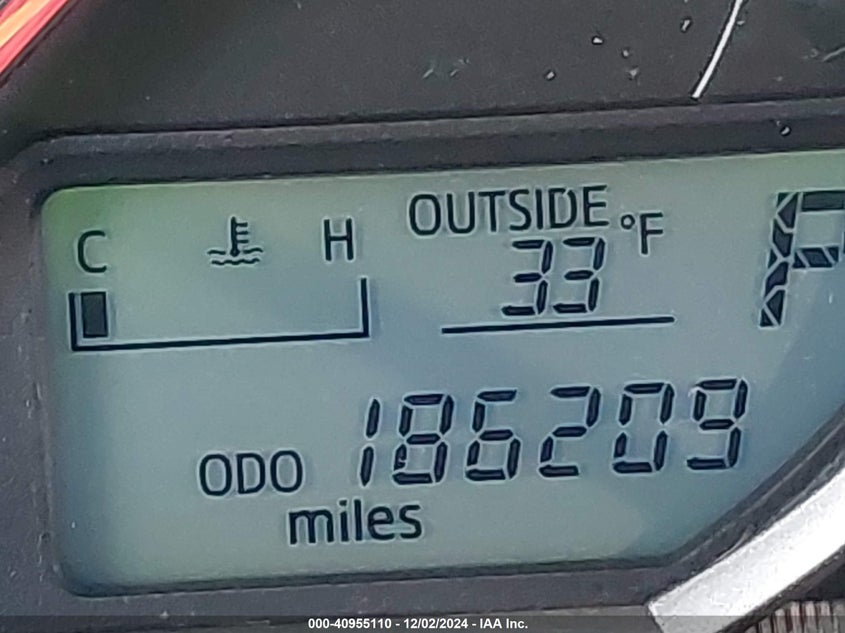 OUTSIDE
C H °F
33 P
ODO 186209
miles
000-40955110 - 12/02/2024 - IAA Inc.